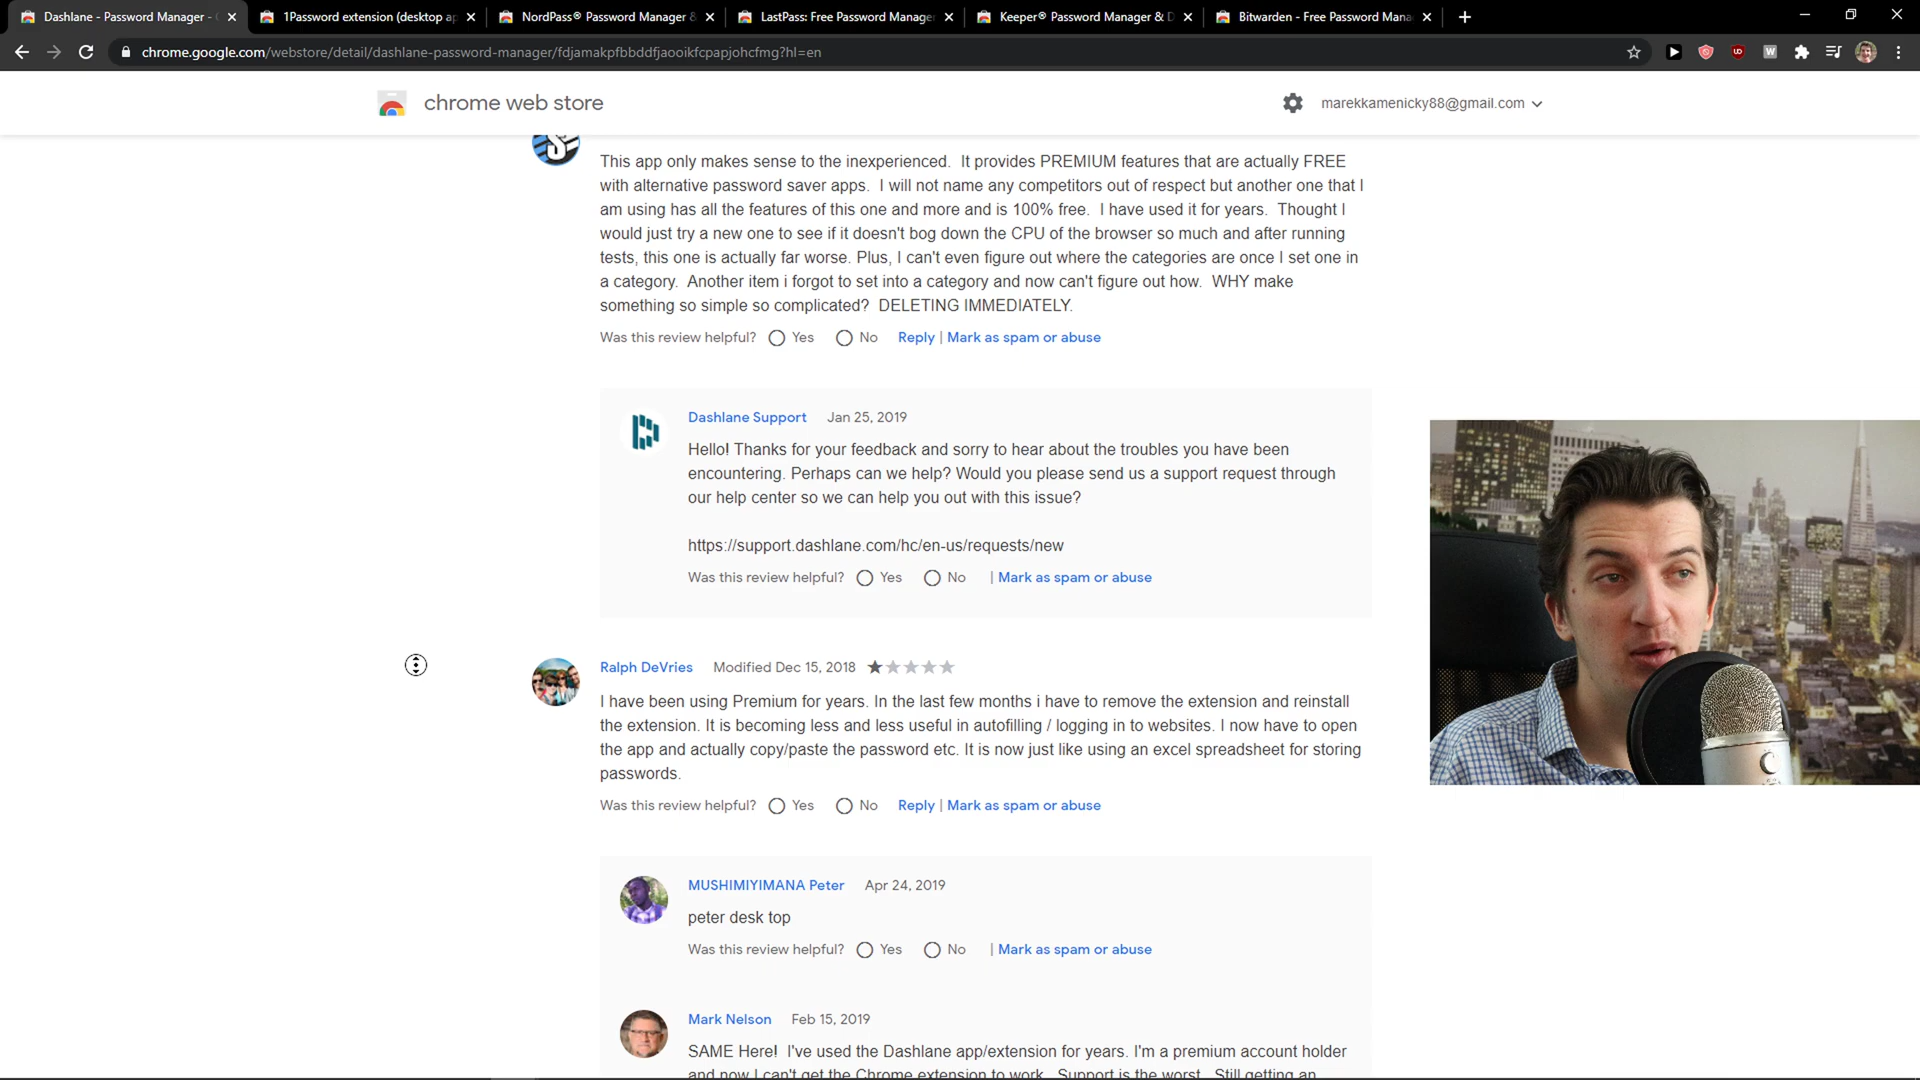 Dashlane - Password Manager -
1Password extension (desktop ap
NordPass® Password Manager &
LastPass: Free Password Manager
Keeper® Password Manager & D
Bitwarden - Free Password Mana
chrome.google.com/webstore/detail/dashlane-password-manager/fdjamakpfbbddfjaooikfcpapjohcfmg?hl=en
chrome web store
marekkamenicky88@gmail.com
This app only makes sense to the inexperienced. It provides PREMIUM features that are actually FREE
with alternative password saver apps. I will not name any competitors out of respect but another one that I
am using has all the features of this one and more and is 100% free. I have used it for years. Thought I
would just try a new one to see if it doesn't bog down the CPU of the browser so much and after running
tests, this one is actually far worse. Plus, I can't even figure out where the categories are once I set one in
a category. Another item i forgot to set into a category and now can't figure out how. WHY make
something so simple so complicated? DELETING IMMEDIATELY.
Was this review helpful? Yes No Reply | Mark as spam or abuse
Dashlane Support Jan 25, 2019
Hello! Thanks for your feedback and sorry to hear about the troubles you have been
encountering. Perhaps can we help? Would you please send us a support request through
our help center so we can help you out with this issue?
https://support.dashlane.com/hc/en-us/requests/new
Was this review helpful? Yes No | Mark as spam or abuse
Ralph DeVries Modified Dec 15, 2018
I have been using Premium for years. In the last few months i have to remove the extension and reinstall
the extension. It is becoming less and less useful in autofilling / logging in to websites. I now have to open
the app and actually copy/paste the password etc. It is now just like using an excel spreadsheet for storing
passwords.
Was this review helpful? Yes No Reply | Mark as spam or abuse
MUSHIMIYIMANA Peter Apr 24, 2019
peter desk top
Was this review helpful? Yes No | Mark as spam or abuse
Mark Nelson Feb 15, 2019
SAME Here! I've used the Dashlane app/extension for years. I'm a premium account holder
and now I can't get the Chrome extension to work. Support is the worst. Still getting an